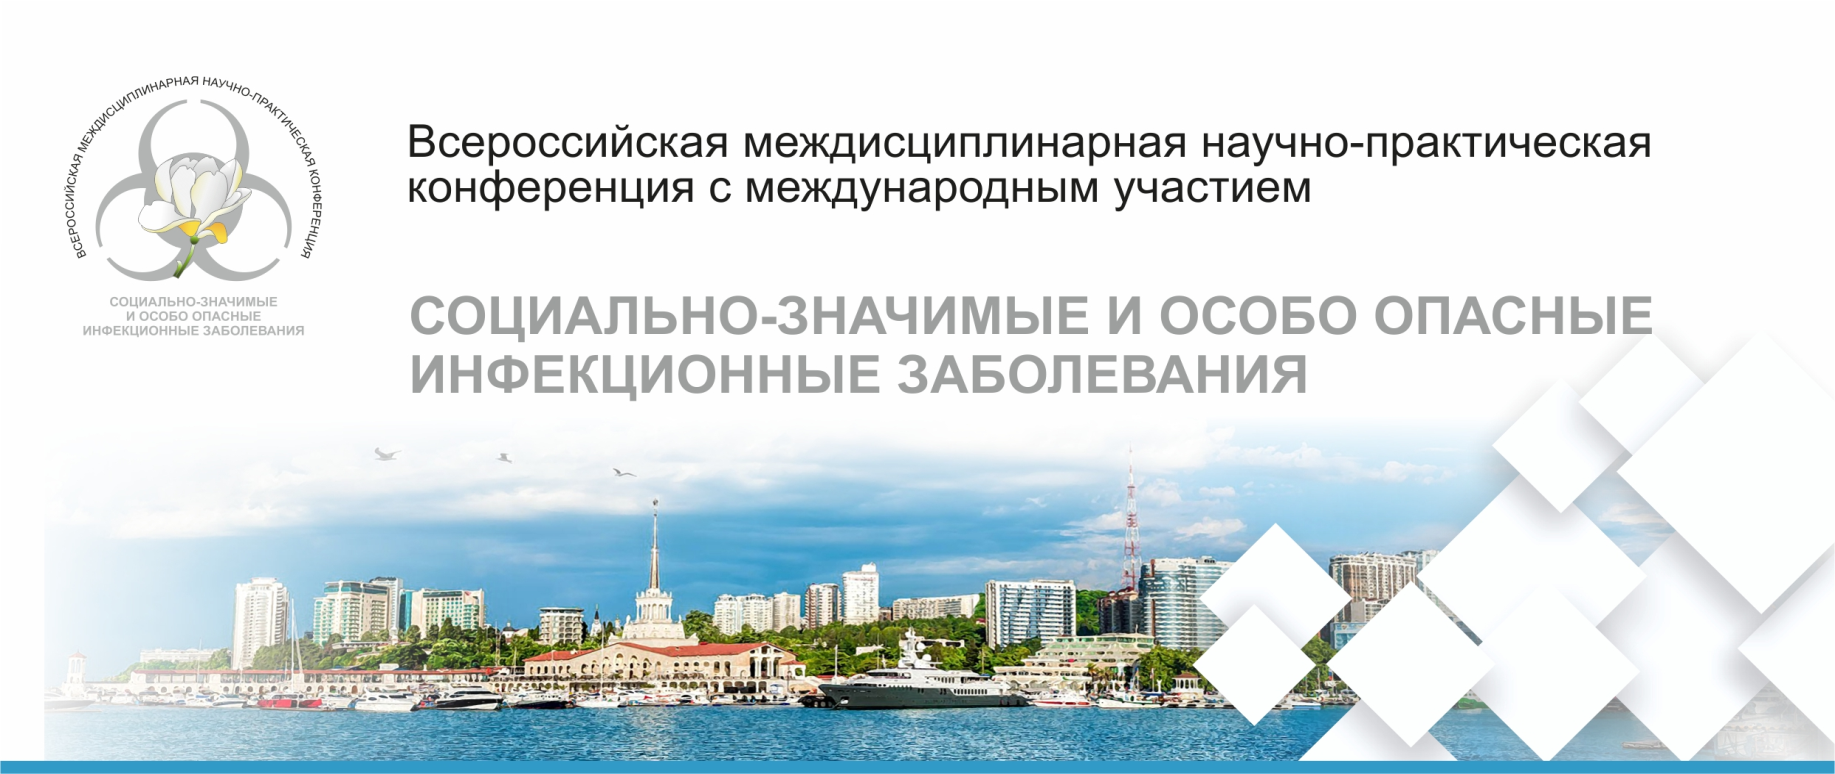 ВСЕРОССИЙСКАЯ МЕЖДИСЦИПЛИНАРНАЯ НАУЧНО-ПРАКТИЧЕСКАЯ КОНФЕРЕНЦИЯ
СОЦИАЛЬНО-ЗНАЧИМЫЕ
И ОСОБО ОПАСНЫЕ
ИНФЕКЦИОННЫЕ ЗАБОЛЕВАНИЯ
Всероссийская междисциплинарная научно-практическая
конференция с международным участием
СОЦИАЛЬНО-ЗНАЧИМЫЕ И ОСОБО ОПАСНЫЕ
ИНФЕКЦИОННЫЕ ЗАБОЛЕВАНИЯ